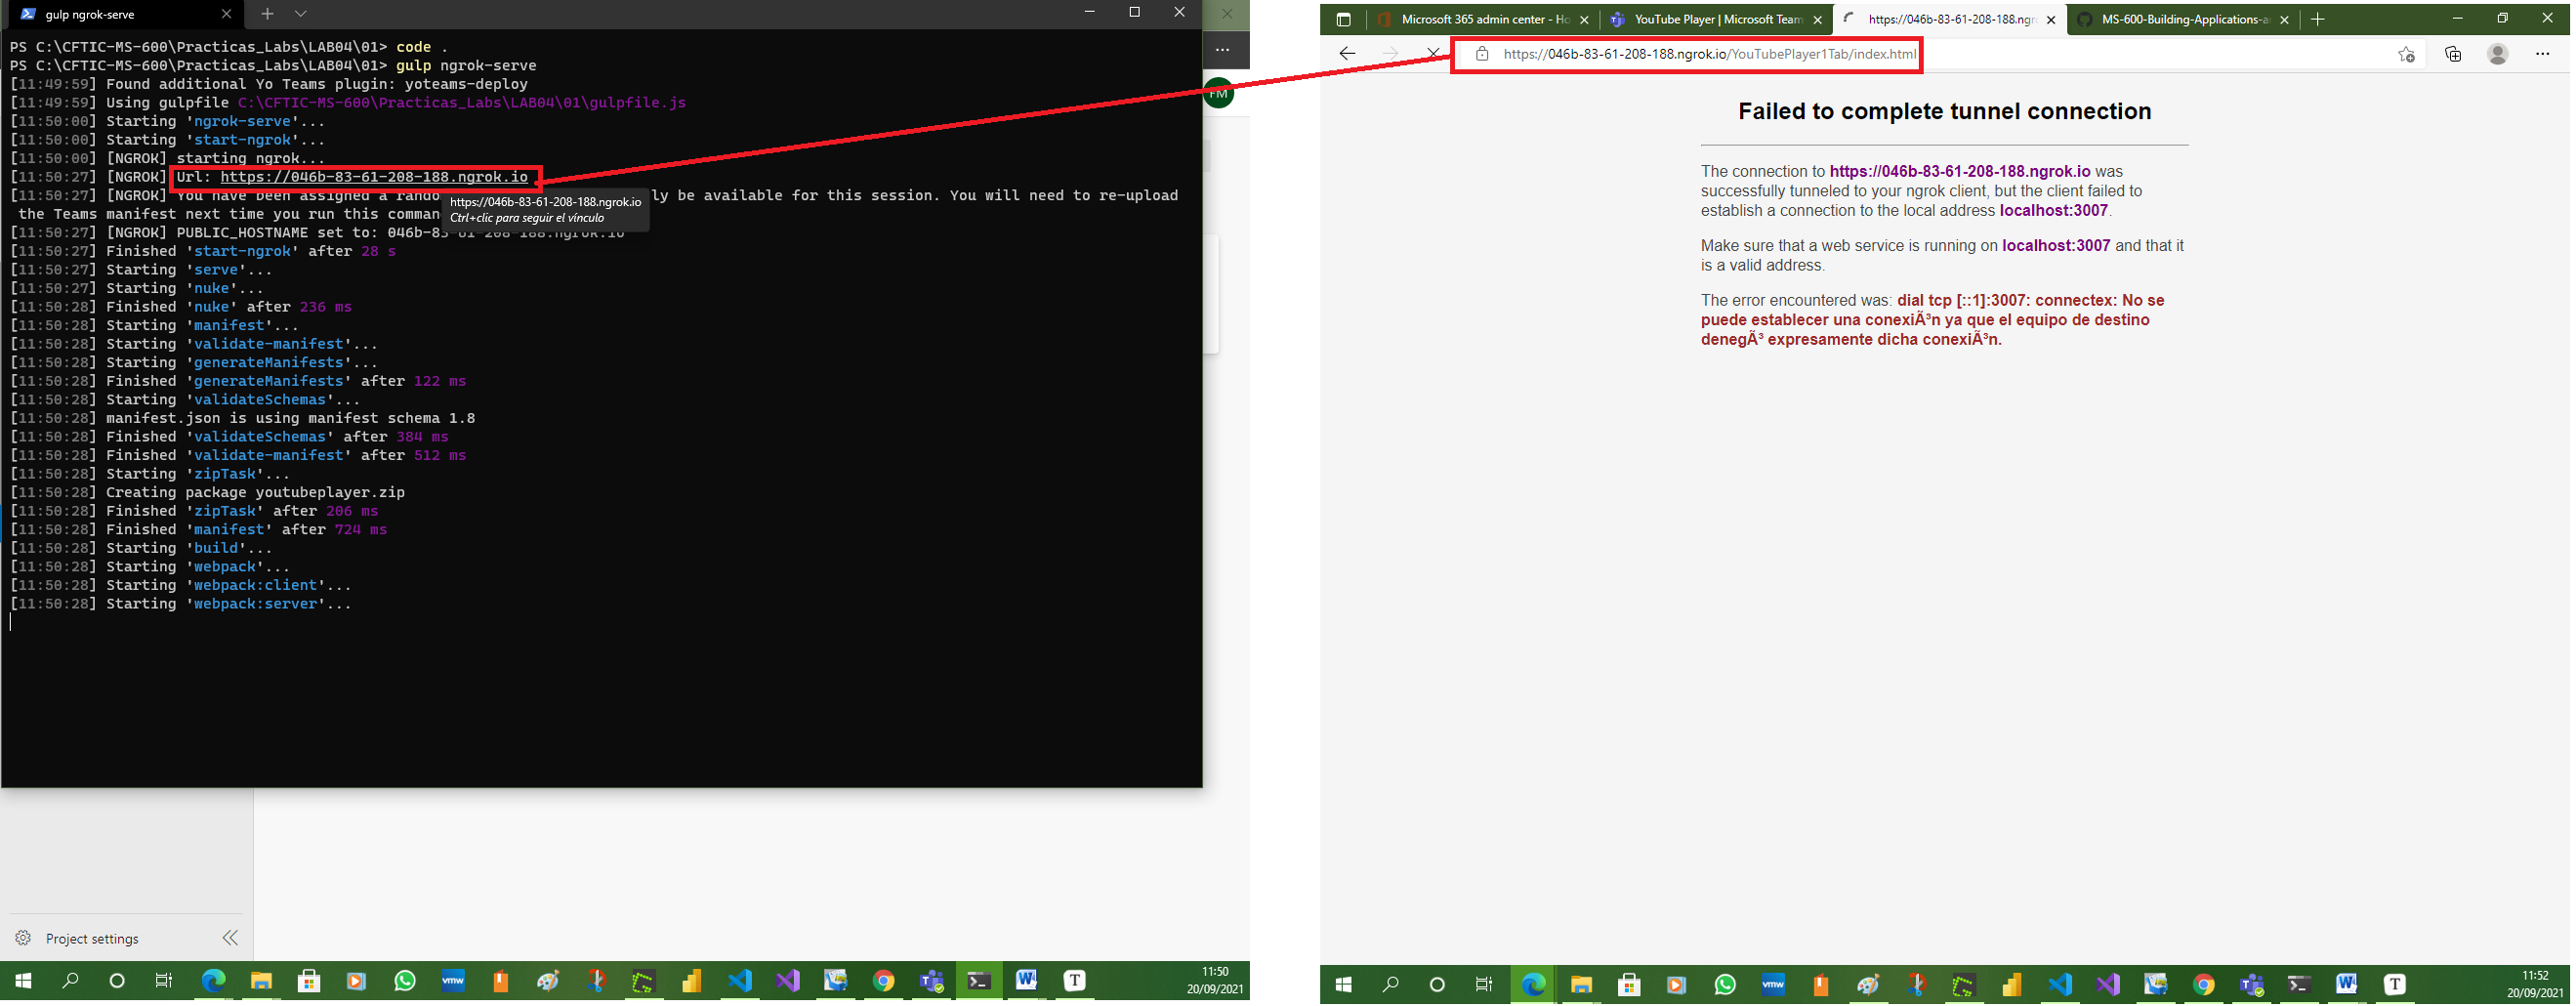 gulp ngrok-serve
PS C:\CFTIC-MS-600\Practicas_Labs\LAB04\01> code .
PS C:\CFTIC-MS-600\Practicas_Labs\LAB04\01> gulp ngrok-serve
[11:49:59] Found additional Yo Teams plugin: yoteams-deploy
[11:49:59] Using gulpfile C:\CFTIC-MS-600\Practicas_Labs\LAB04\01\gulpfile.js
[11:50:00] Starting 'ngrok-serve'...
[11:50:00] Starting 'start-ngrok'...
[11:50:00] [NGROK] starting ngrok...
[11:50:27] [NGROK] Url: https://046b-83-61-208-188.ngrok.io
[11:50:27] [NGROK] You have been assigned a rando ly be available for this session. You will need to re-upload
the Teams manifest next time you run this comman
https://046b-83-61-208-188.ngrok.io
Ctrl+clic para seguir el vínculo
[11:50:27] [NGROK] PUBLIC_HOSTNAME set to: 046b-83-61-208-188.ngrok.io
[11:50:27] Finished 'start-ngrok' after 28 s
[11:50:27] Starting 'serve'...
[11:50:27] Starting 'nuke'...
[11:50:28] Finished 'nuke' after 236 ms
[11:50:28] Starting 'manifest'...
[11:50:28] Starting 'validate-manifest'...
[11:50:28] Starting 'generateManifests'...
[11:50:28] Finished 'generateManifests' after 122 ms
[11:50:28] Starting 'validateSchemas'...
[11:50:28] manifest.json is using manifest schema 1.8
[11:50:28] Finished 'validateSchemas' after 384 ms
[11:50:28] Finished 'validate-manifest' after 512 ms
[11:50:28] Starting 'zipTask'...
[11:50:28] Creating package youtubeplayer.zip
[11:50:28] Finished 'zipTask' after 206 ms
[11:50:28] Finished 'manifest' after 724 ms
[11:50:28] Starting 'build'...
[11:50:28] Starting 'webpack'...
[11:50:28] Starting 'webpack:client'...
[11:50:28] Starting 'webpack:server'...
FM
Project settings
vmw
11:50
20/09/2021
Microsoft 365 admin center - Ho
YouTube Player | Microsoft Team
https://046b-83-61-208-188.ngr
MS-600-Building-Applications-a
https://046b-83-61-208-188.ngrok.io/YouTubePlayer1Tab/index.html
Failed to complete tunnel connection
The connection to https://046b-83-61-208-188.ngrok.io was
successfully tunneled to your ngrok client, but the client failed to
establish a connection to the local address localhost:3007.
Make sure that a web service is running on localhost:3007 and that it
is a valid address.
The error encountered was: dial tcp [::1]:3007: connectex: No se
puede establecer una conexiÃ³n ya que el equipo de destino
denegÃ³ expresamente dicha conexiÃ³n.
vmw
11:52
20/09/2021